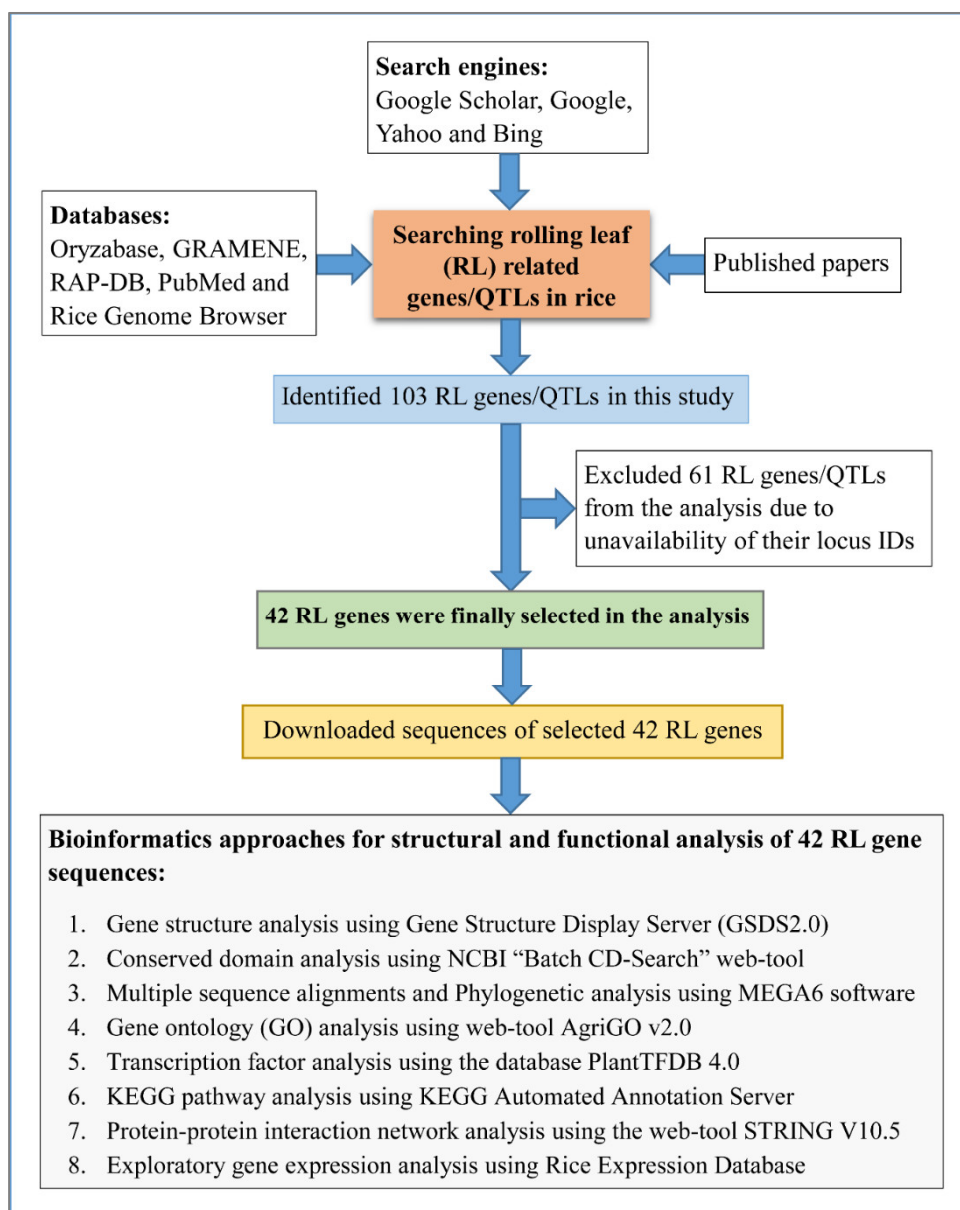 Search engines:
Google Scholar, Google,
Yahoo and Bing
Databases:
Oryzabase, GRAMENE,
RAP-DB, PubMed and
Rice Genome Browser
Searching rolling leaf
(RL) related
genes/QTLs in rice
Published papers
Identified 103 RL genes/QTLs in this study
Excluded 61 RL genes/QTLs
from the analysis due to
unavailability of their locus IDs
42 RL genes were finally selected in the analysis
Downloaded sequences of selected 42 RL genes
Bioinformatics approaches for structural and functional analysis of 42 RL gene
sequences:
1. Gene structure analysis using Gene Structure Display Server (GSDS2.0)
2. Conserved domain analysis using NCBI “Batch CD-Search” web-tool
3. Multiple sequence alignments and Phylogenetic analysis using MEGA6 software
4. Gene ontology (GO) analysis using web-tool AgriGO v2.0
5. Transcription factor analysis using the database PlantTFDB 4.0
6. KEGG pathway analysis using KEGG Automated Annotation Server
7. Protein-protein interaction network analysis using the web-tool STRING V10.5
8. Exploratory gene expression analysis using Rice Expression Database